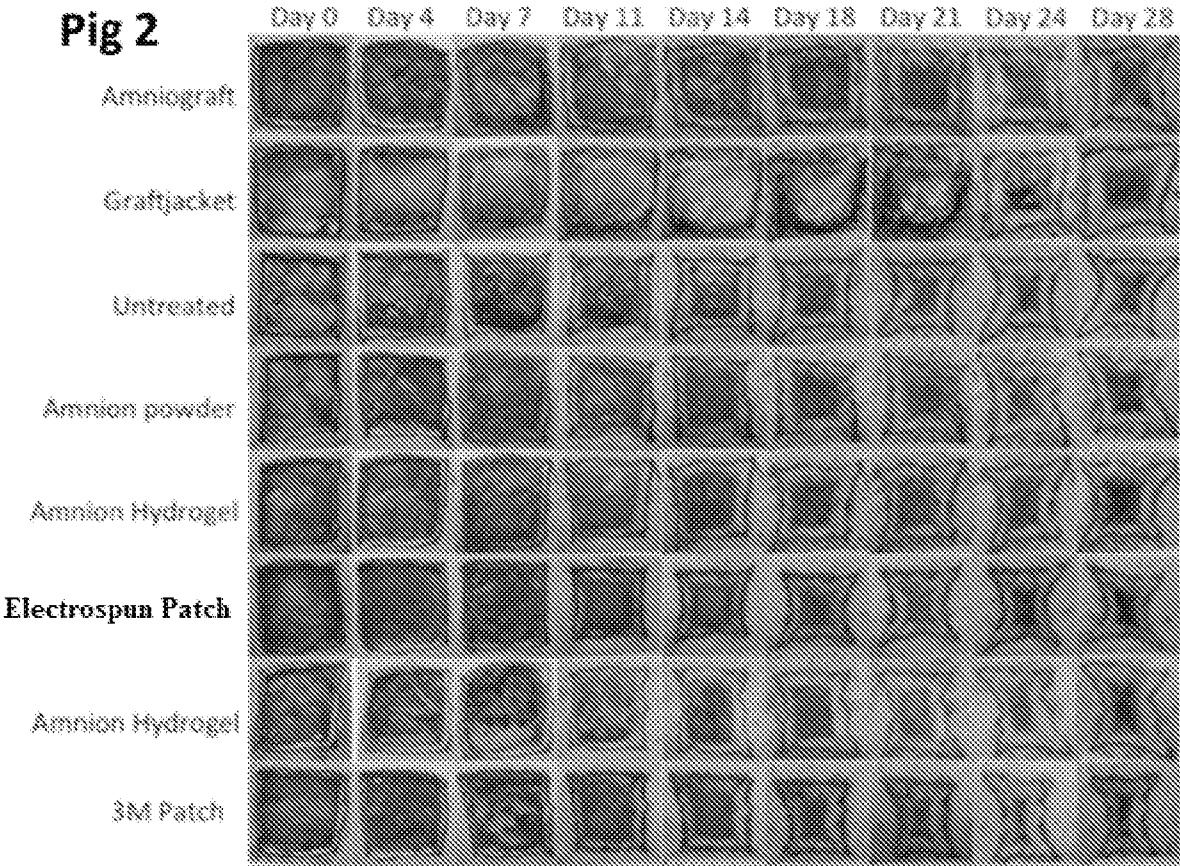 Pig 2
Day 0 Day 4 Day 7 Day 11 Day 14 Day 18 Day 21 Day 24 Day 28
Amniograft
Graftjacket
Untreated
Amnion powder
Amnion Hydrogel
Electrospun Patch
Amnion Hydrogel
3M Patch